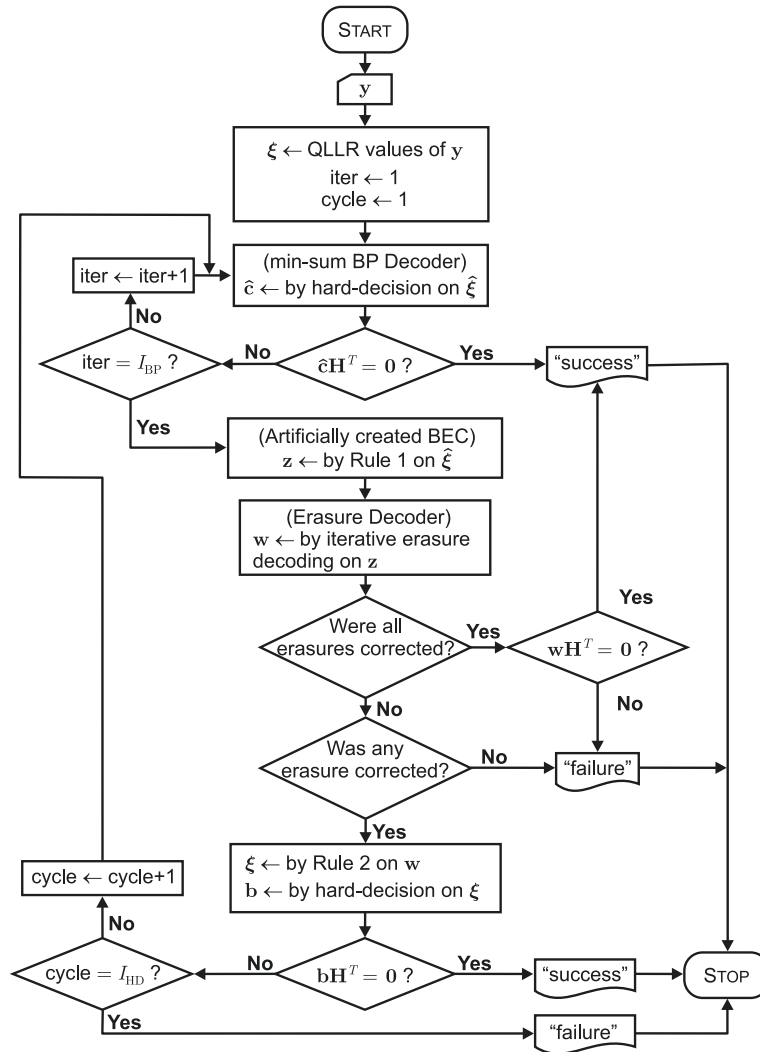 START
y
ξ ← QLLR values of y
iter ← 1
cycle ← 1
(min-sum BP Decoder)
ĉ ← by hard-decision on ξ̂
iter ← iter+1
No
iter = I_BP ?
No
ĉH^T = 0 ?
Yes
“success”
Yes
(Artificially created BEC)
z ← by Rule 1 on ξ̂
(Erasure Decoder)
w ← by iterative erasure
decoding on z
Were all
erasures corrected?
Yes
wH^T = 0 ?
Yes
No
No
Was any
erasure corrected?
No
“failure”
Yes
ξ ← by Rule 2 on w
b ← by hard-decision on ξ
cycle ← cycle+1
No
cycle = I_HD ?
No
bH^T = 0 ?
Yes
“success”
STOP
Yes
“failure”